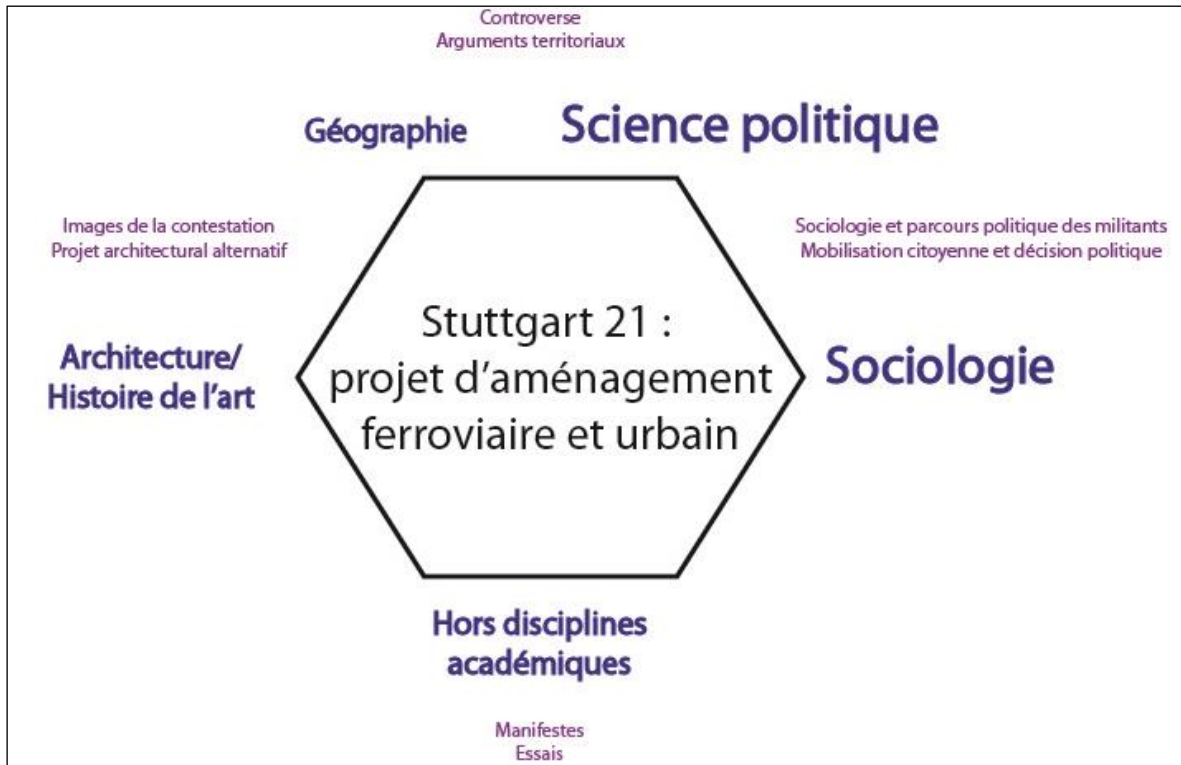 Controverse
Arguments territoriaux
Géographie
Science politique
Images de la contestation
Projet architectural alternatif
Sociologie et parcours politique des militants
Mobilisation citoyenne et décision politique
Stuttgart 21 :
projet d’aménagement
ferroviaire et urbain
Architecture/
Histoire de l’art
Sociologie
Hors disciplines
académiques
Manifestes
Essais